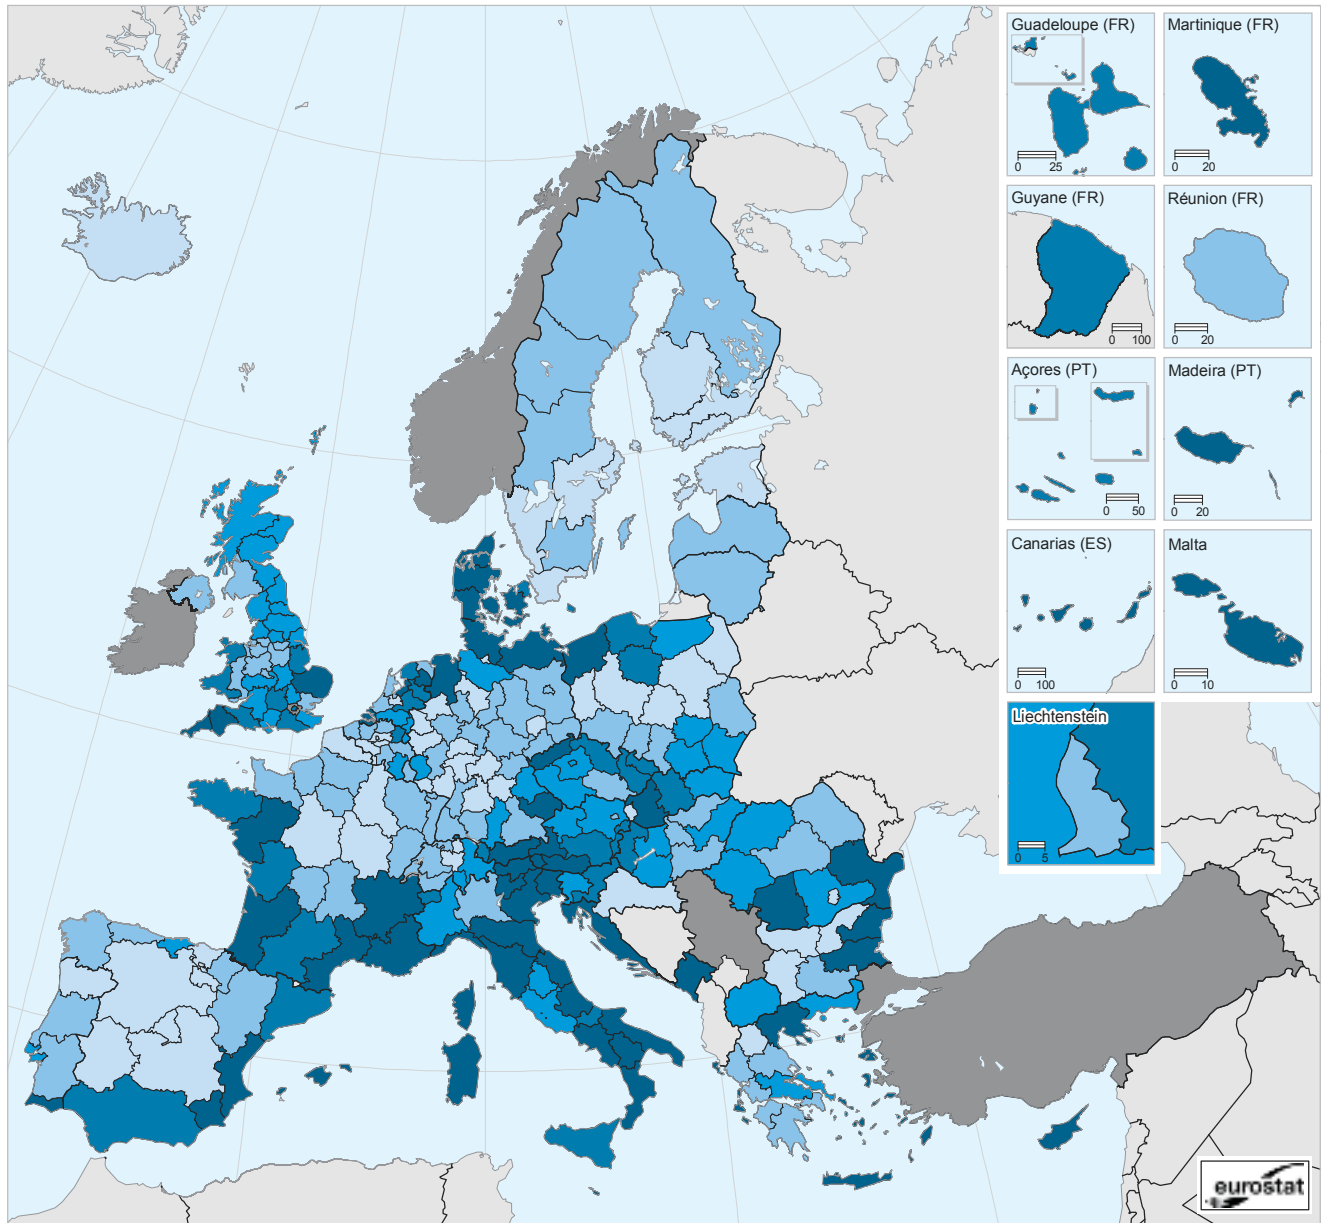 Guadeloupe (FR)
0 25
Martinique (FR)
0 20
Guyane (FR)
0 100
Réunion (FR)
0 20
Açores (PT)
0 50
Madeira (PT)
0 20
Canarias (ES)
0 100
Malta
0 10
Liechtenstein
0 5
eurostat